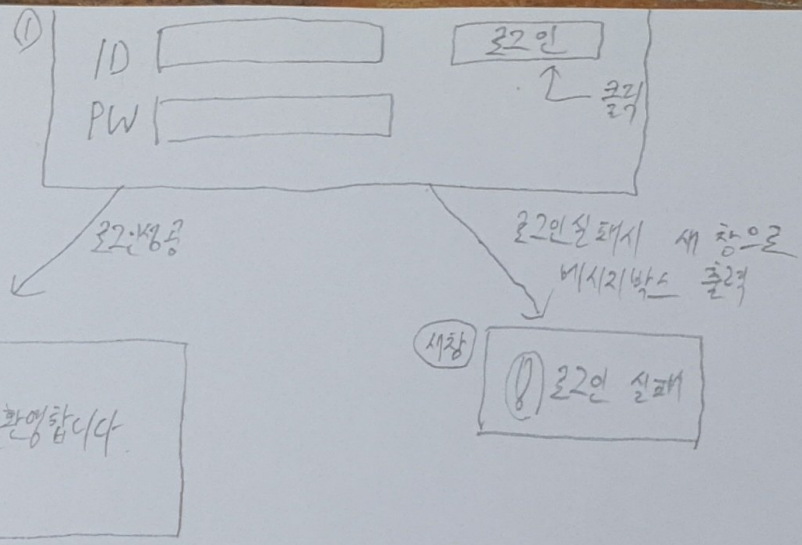 ①
ID
로그인
PW
클릭
로그인성공
로그인실패시 새 창으로
메시지박스 출력
새창
환영합니다
! 로그인 실패